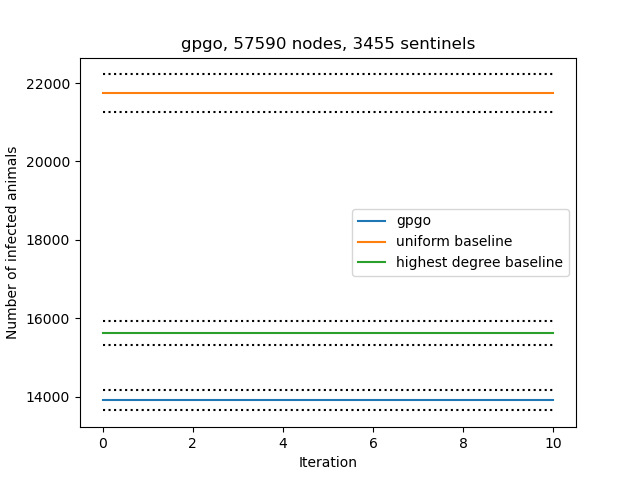 gpgo, 57590 nodes, 3455 sentinels
Number of infected animals
22000
20000
18000
16000
14000
gpgo
uniform baseline
highest degree baseline
0 2 4 6 8 10
Iteration